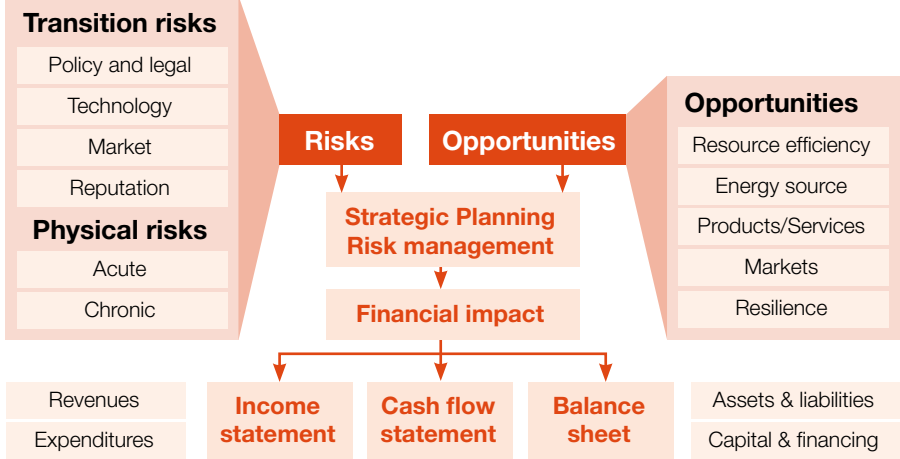 Transition risks
Policy and legal
Technology
Market
Reputation
Physical risks
Acute
Chronic
Risks
Opportunities
Strategic Planning
Risk management
Financial impact
Opportunities
Resource efficiency
Energy source
Products/Services
Markets
Resilience
Revenues
Expenditures
Income
statement
Cash flow
statement
Balance
sheet
Assets & liabilities
Capital & financing